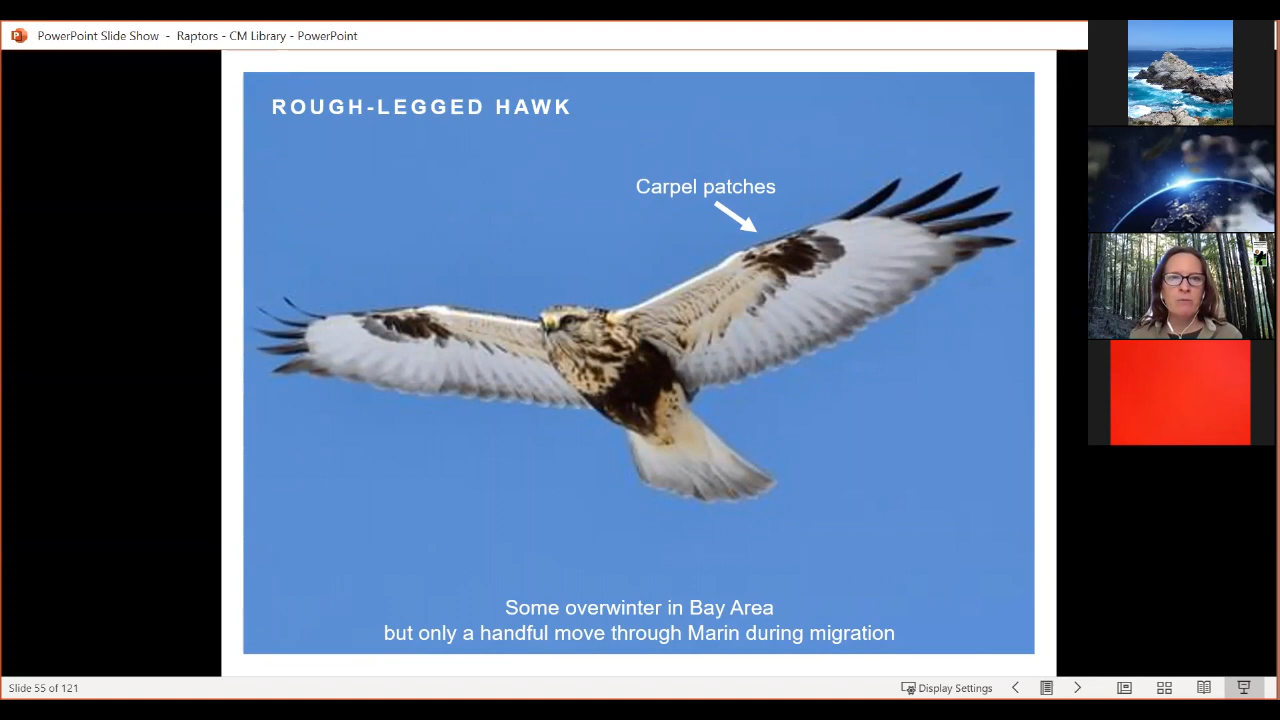 PowerPoint Slide Show - Raptors - CM Library - PowerPoint
ROUGH-LEGGED HAWK
Carpel patches
Some overwinter in Bay Area
but only a handful move through Marin during migration
Slide 55 of 121
Display Settings